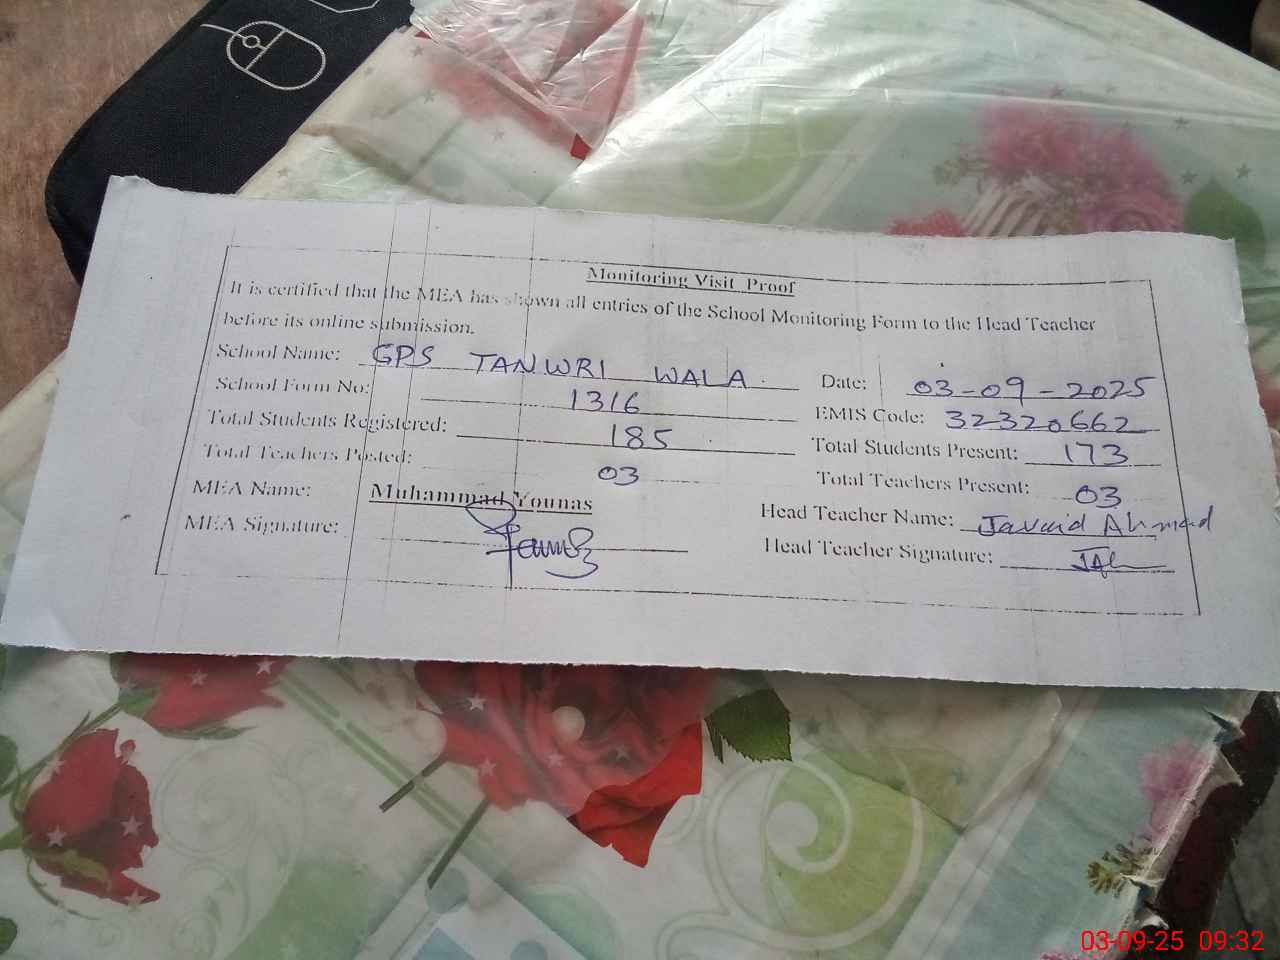 Monitoring Visit Proof
It is certified that the MEA has shown all entries of the School Monitoring Form to the Head Teacher
before its online submission.
School Name: GPS TANWRI WALA Date: 03-09-2025
School Form No: 1316 EMIS Code: 32320662
Total Students Registered: 185 Total Students Present: 173
Total Teachers Posted: 03 Total Teachers Present: 03
MEA Name: Muhammad Younas Head Teacher Name: Javaid Ahmad
MEA Signature: Head Teacher Signature:
03-09-25 09:32